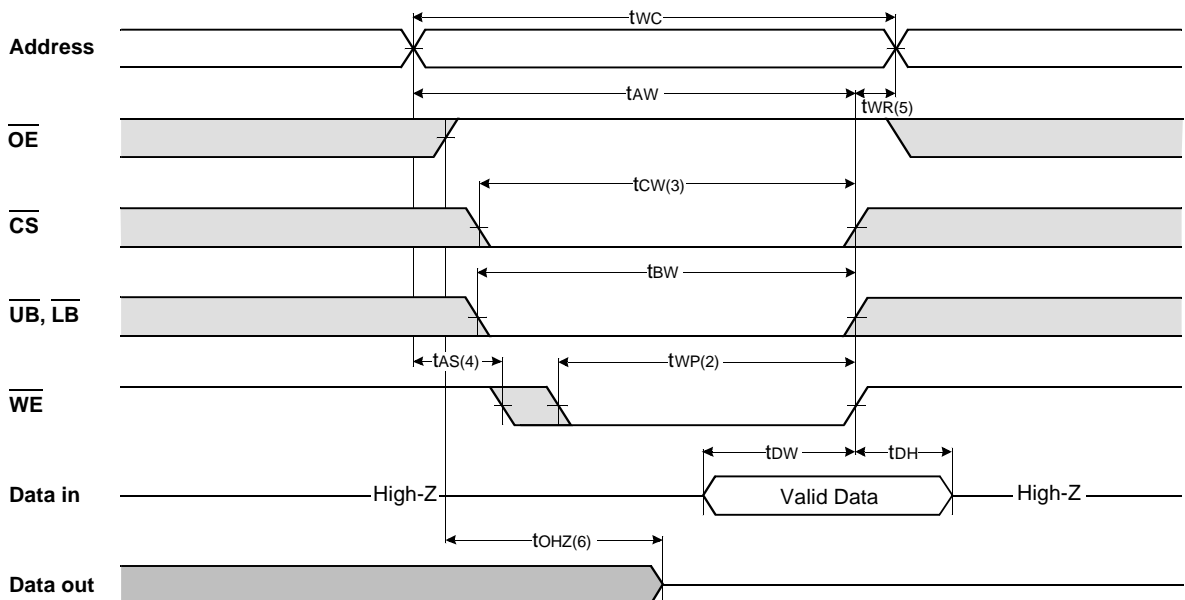 tWC
Address
tAW
tWR(5)
OE
tCW(3)
CS
tBW
UB, LB
tAS(4)
tWP(2)
WE
tDW
tDH
Data in
High-Z
Valid Data
High-Z
tOHZ(6)
Data out